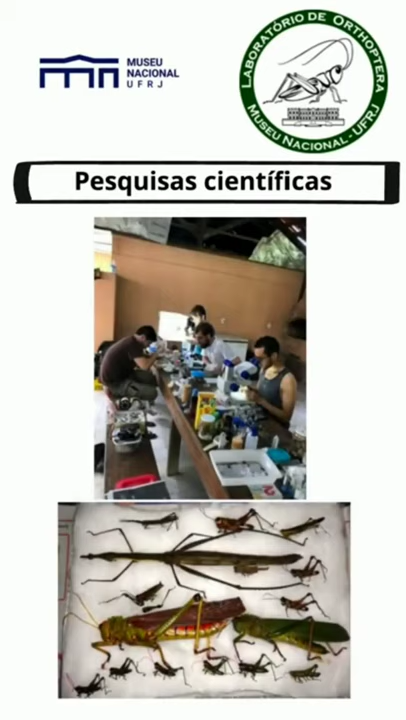 MUSEU
NACIONAL
UFRJ
LABORATÓRIO DE ORTHOPTERA
MUSEU NACIONAL - UFRJ
Pesquisas científicas